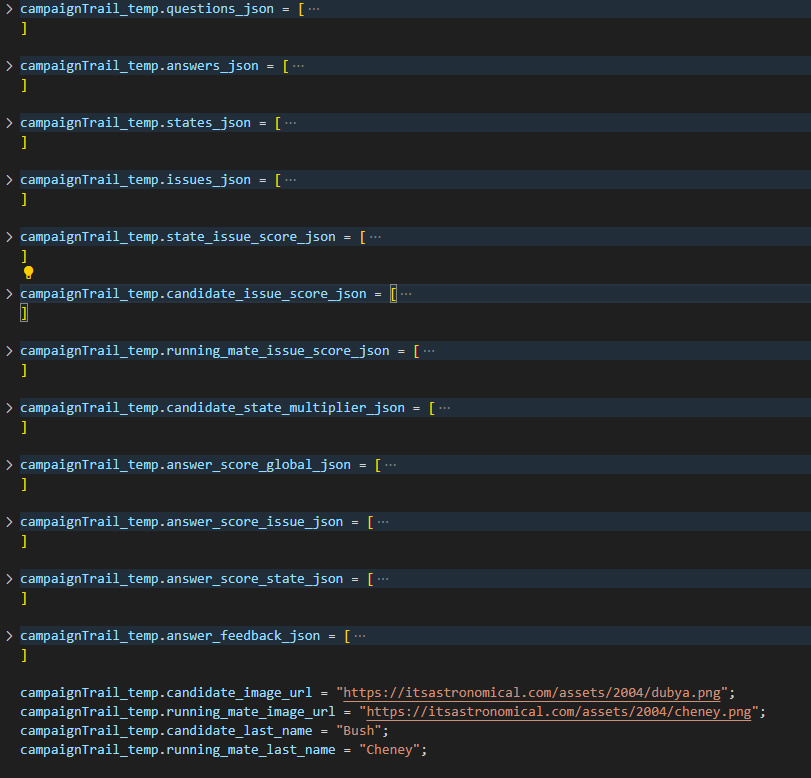 campaignTrail_temp.questions_json = [ ···
]
campaignTrail_temp.answers_json = [ ···
]
campaignTrail_temp.states_json = [ ···
]
campaignTrail_temp.issues_json = [ ···
]
campaignTrail_temp.state_issue_score_json = [ ···
]
campaignTrail_temp.candidate_issue_score_json = [ ···
]
campaignTrail_temp.running_mate_issue_score_json = [ ···
]
campaignTrail_temp.candidate_state_multiplier_json = [ ···
]
campaignTrail_temp.answer_score_global_json = [ ···
]
campaignTrail_temp.answer_score_issue_json = [ ···
]
campaignTrail_temp.answer_score_state_json = [ ···
]
campaignTrail_temp.answer_feedback_json = [ ···
]
campaignTrail_temp.candidate_image_url = "https://itsastronomical.com/assets/2004/dubya.png";
campaignTrail_temp.running_mate_image_url = "https://itsastronomical.com/assets/2004/cheney.png";
campaignTrail_temp.candidate_last_name = "Bush";
campaignTrail_temp.running_mate_last_name = "Cheney";